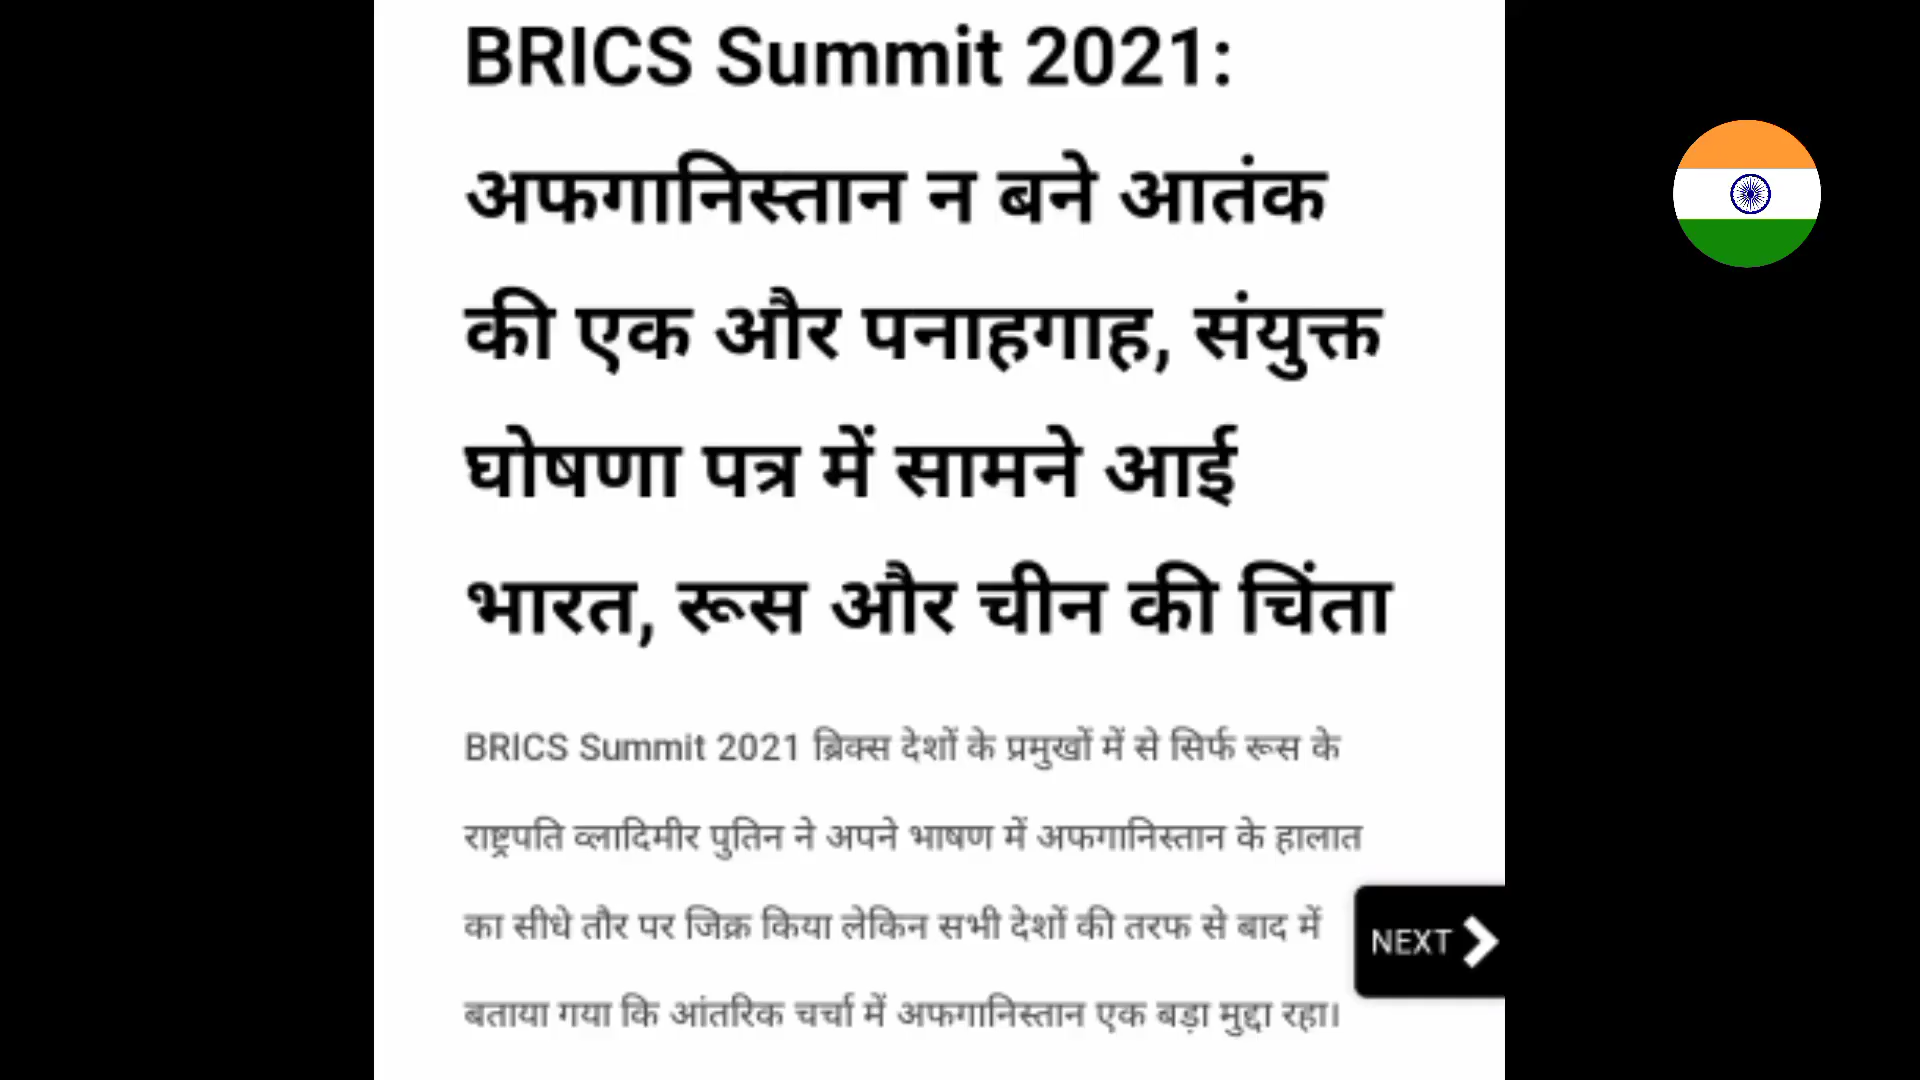 BRICS Summit 2021:
अफगानिस्तान न बने आतंक
की एक और पनाहगाह, संयुक्त
घोषणा पत्र में सामने आई
भारत, रूस और चीन की चिंता
BRICS Summit 2021 ब्रिक्स देशों के प्रमुखों में से सिर्फ रूस के
राष्ट्रपति व्लादिमीर पुतिन ने अपने भाषण में अफगानिस्तान के हालात
का सीधे तौर पर जिक्र किया लेकिन सभी देशों की तरफ से बाद में
NEXT
बताया गया कि आंतरिक चर्चा में अफगानिस्तान एक बड़ा मुद्दा रहा।